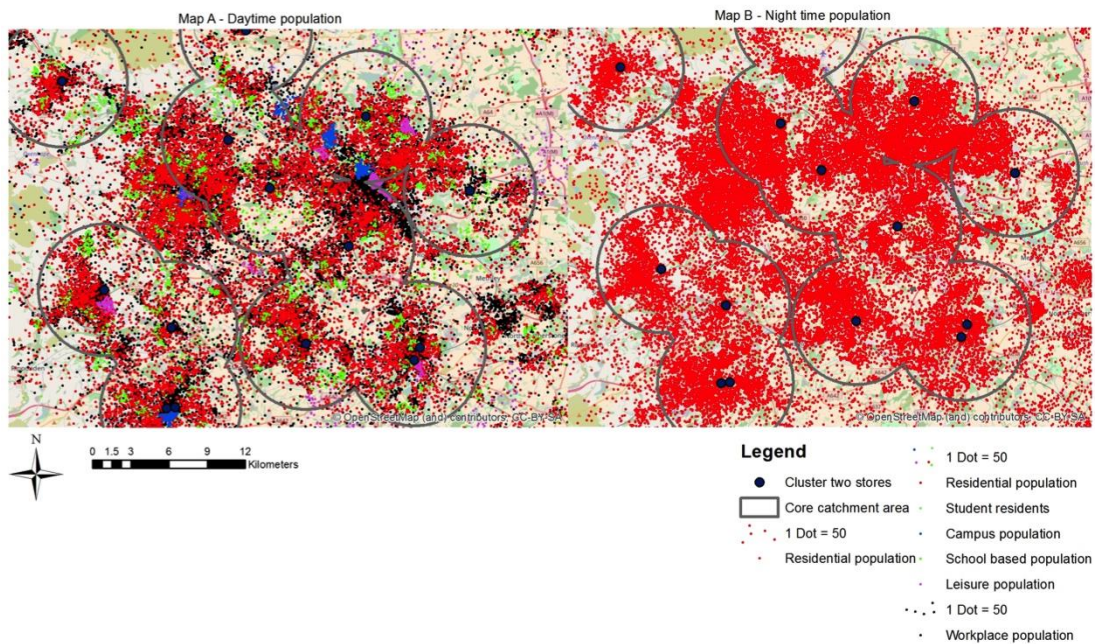 Map A - Daytime population
Map B - Night time population
© OpenStreetMap (and) contributors, CC-BY-SA
© OpenStreetMap (and) contributors, CC-BY-SA
N
0 1.5 3 6 9 12
Kilometers
Legend
Cluster two stores
Core catchment area
1 Dot = 50
Residential population
1 Dot = 50
Residential population
Student residents
Campus population
School based population
Leisure population
1 Dot = 50
Workplace population